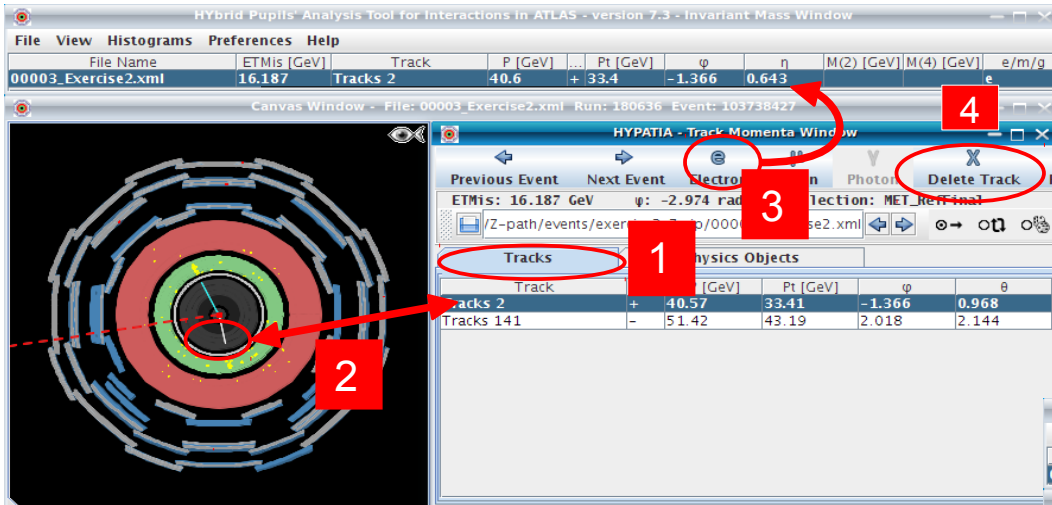 HYbrid Pupils' Analysis Tool for Interactions in ATLAS - version 7.3 - Invariant Mass Window
File View Histograms Preferences Help
File Name ETMis [GeV] Track P [GeV] ... Pt [GeV] φ η M(2) [GeV] M(4) [GeV] e/m/g
00003_Exercise2.xml 16.187 Tracks 2 40.6 + 33.4 -1.366 0.643 e
Canvas Window - File: 00003_Exercise2.xml Run: 180636 Event: 103738427
4
HYPATIA - Track Momenta Window
Previous Event Next Event Electron Photon Delete Track
3
ETMis: 16.187 GeV φ: -2.974 rad MET_RefFinal
/Z-path/events/
1
Tracks Physics Objects
Track [GeV] Pt [GeV] φ θ
Tracks 2 + 40.57 33.41 -1.366 0.968
Tracks 141 - 51.42 43.19 2.018 2.144
2